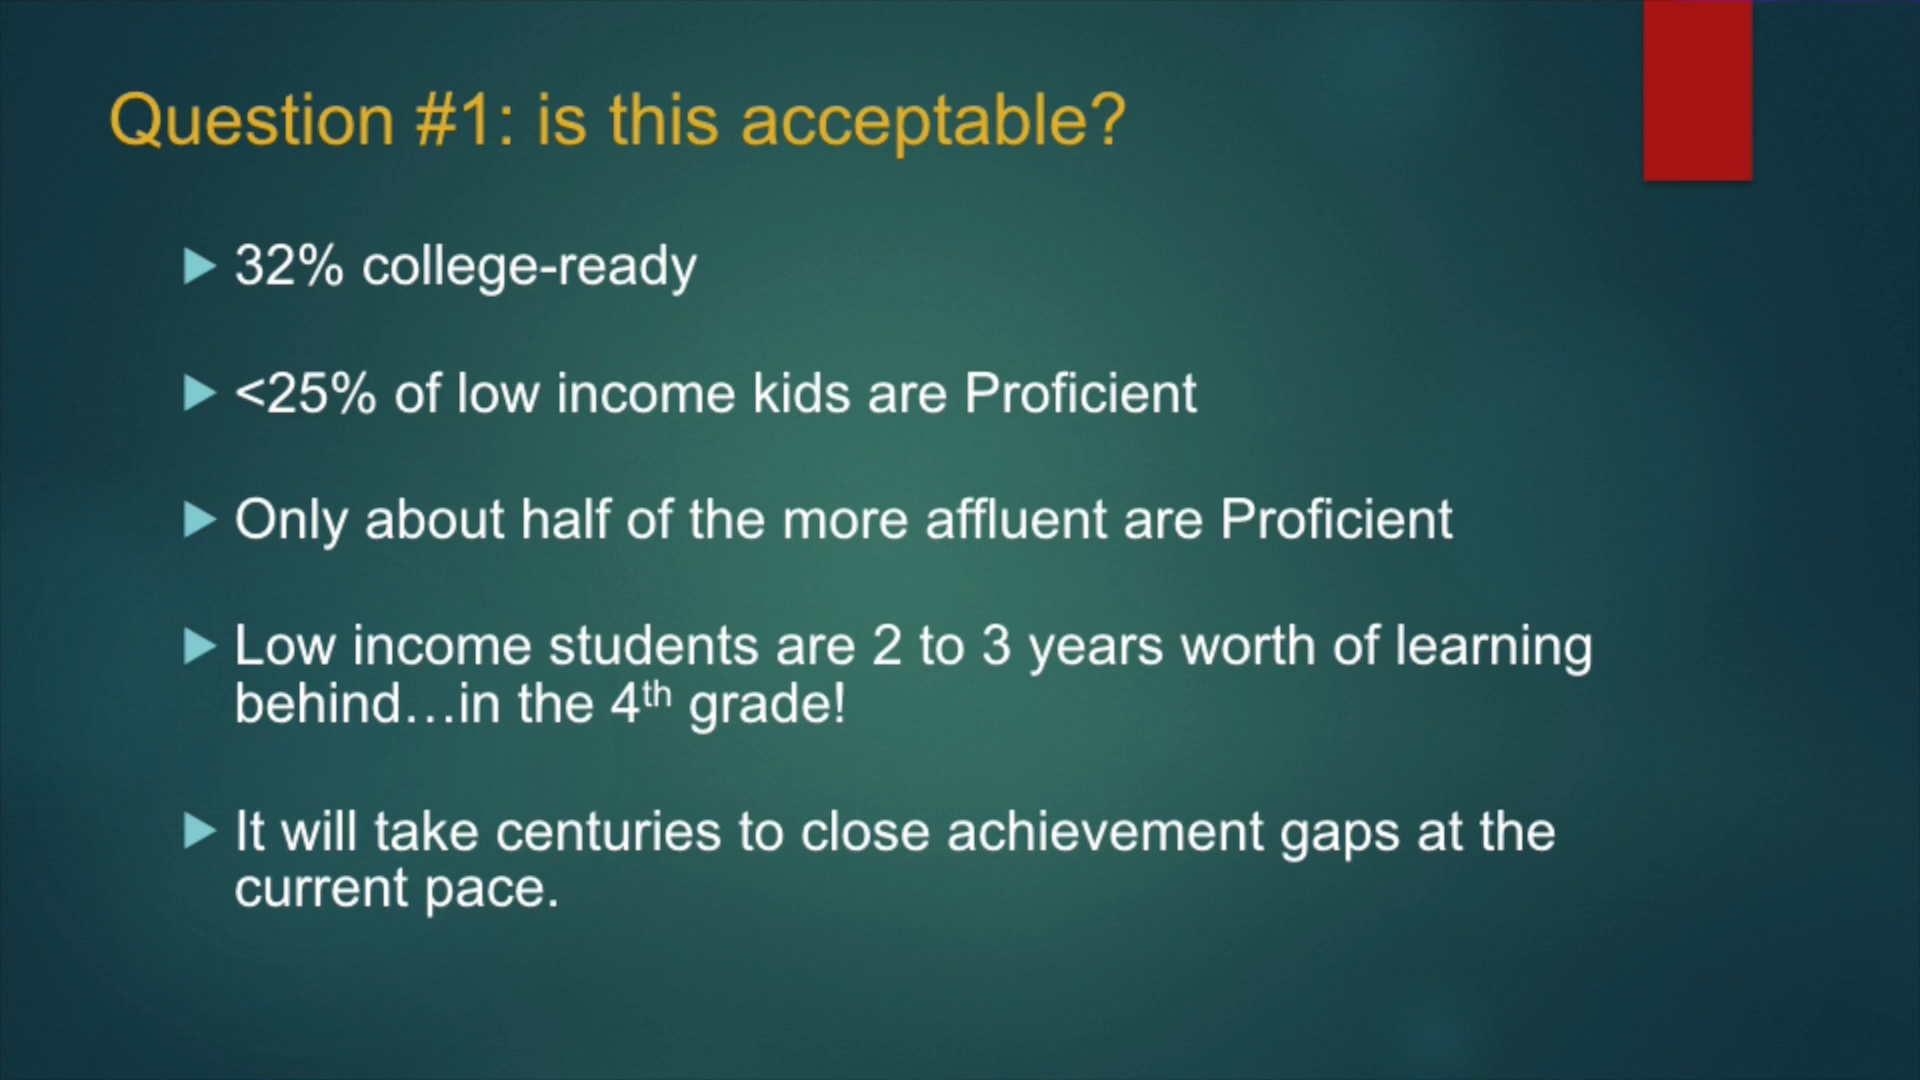 Question #1: is this acceptable?
32% college-ready
<25% of low income kids are Proficient
Only about half of the more affluent are Proficient
Low income students are 2 to 3 years worth of learning
behind…in the 4th grade!
It will take centuries to close achievement gaps at the
current pace.